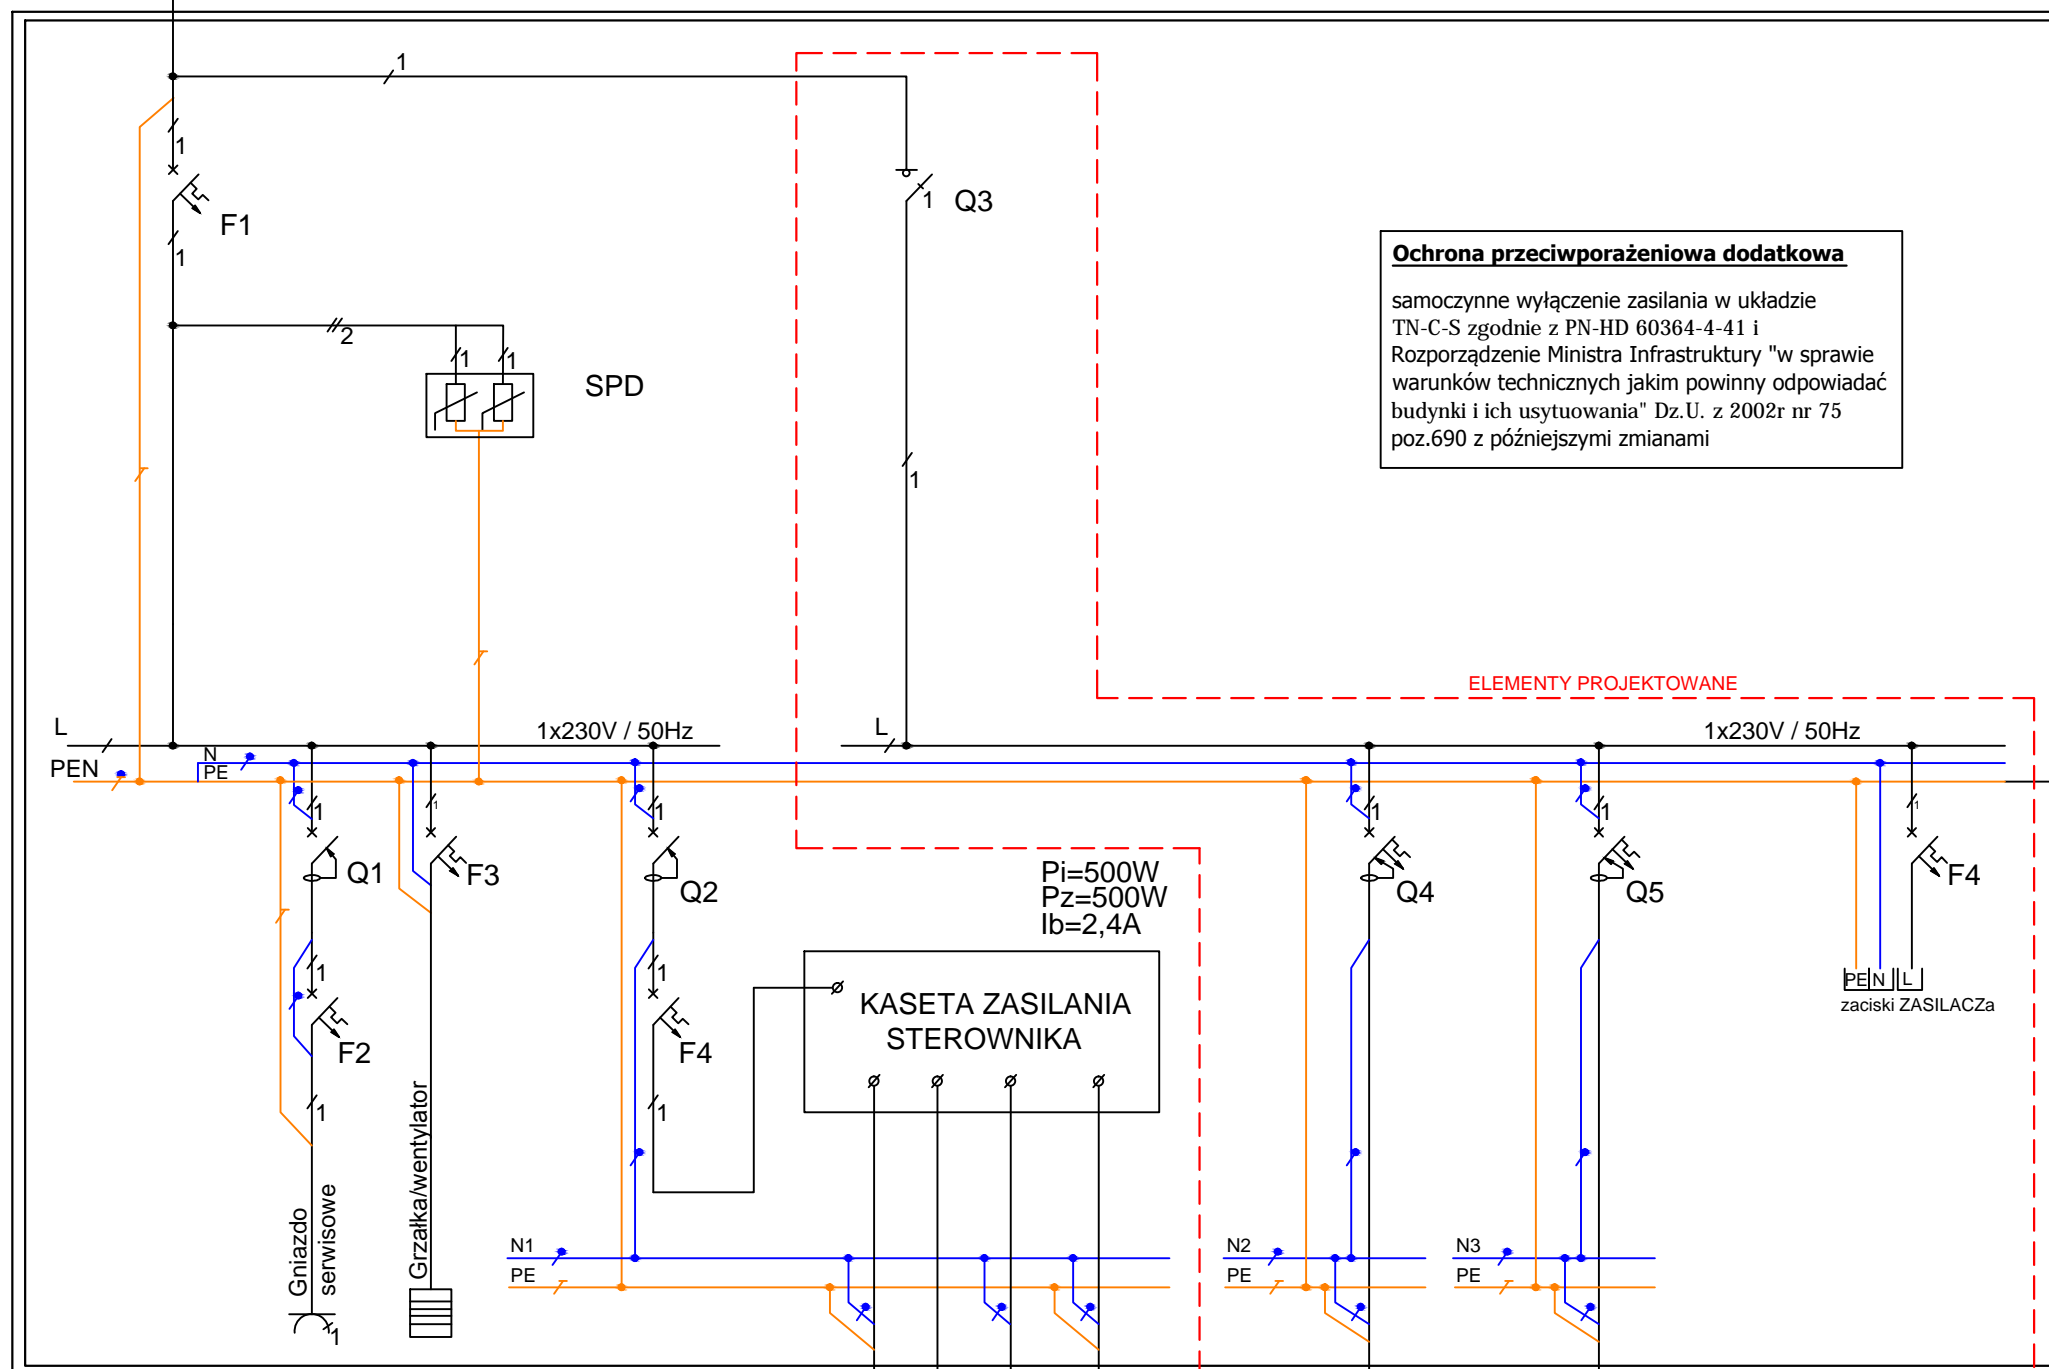 1
1
F1
1
2
1
1
SPD
1
Q3
1
Ochrona przeciwporażeniowa dodatkowa
samoczynne wyłączenie zasilania w układzie
TN-C-S zgodnie z PN-HD 60364-4-41 i
Rozporządzenie Ministra Infrastruktury "w sprawie
warunków technicznych jakim powinny odpowiadać
budynki i ich usytuowania" Dz.U. z 2002r nr 75
poz.690 z późniejszymi zmianami
ELEMENTY PROJEKTOWANE
L
1x230V / 50Hz
L
1x230V / 50Hz
PEN
N
PE
1
1
1
1
1
1
Q1
F3
Q2
Pi=500W
Pz=500W
Ib=2,4A
Q4
Q5
F4
1
1
PE
N
L
zaciski ZASILACZa
KASETA ZASILANIA
STEROWNIKA
F2
F4
1
1
Gniazdo
serwisowe
Grzałka/wentylator
1
N1
PE
N2
PE
N3
PE